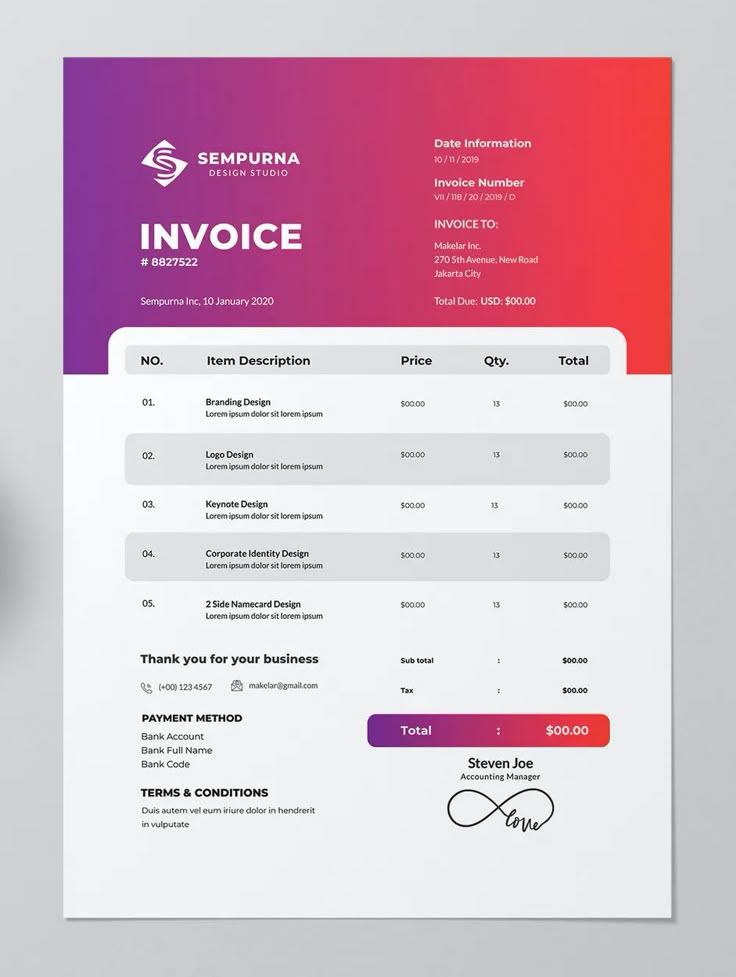 SEMPURNA
DESIGN STUDIO
INVOICE
# 8827522
Sempurna Inc, 10 January 2020
Date Information
10 / 11 / 2019
Invoice Number
VII / 118 / 20 / 2019 / D
INVOICE TO:
Makelar Inc.
270 5th Avenue, New Road
Jakarta City
Total Due: USD: $00.00
NO. Item Description Price Qty. Total
01. Branding Design $00.00 13 $00.00
Lorem ipsum dolor sit lorem ipsum
02. Logo Design $00.00 13 $00.00
Lorem ipsum dolor sit lorem ipsum
03. Keynote Design $00.00 13 $00.00
Lorem ipsum dolor sit lorem ipsum
04. Corporate Identity Design $00.00 13 $00.00
Lorem ipsum dolor sit lorem ipsum
05. 2 Side Namecard Design $00.00 13 $00.00
Lorem ipsum dolor sit lorem ipsum
Thank you for your business
(+00) 123 4567 makelar@gmail.com
PAYMENT METHOD
Bank Account
Bank Full Name
Bank Code
TERMS & CONDITIONS
Duis autem vel eum iriure dolor in hendrerit
in vulputate
Sub total : $00.00
Tax : $00.00
Total : $00.00
Steven Joe
Accounting Manager
love